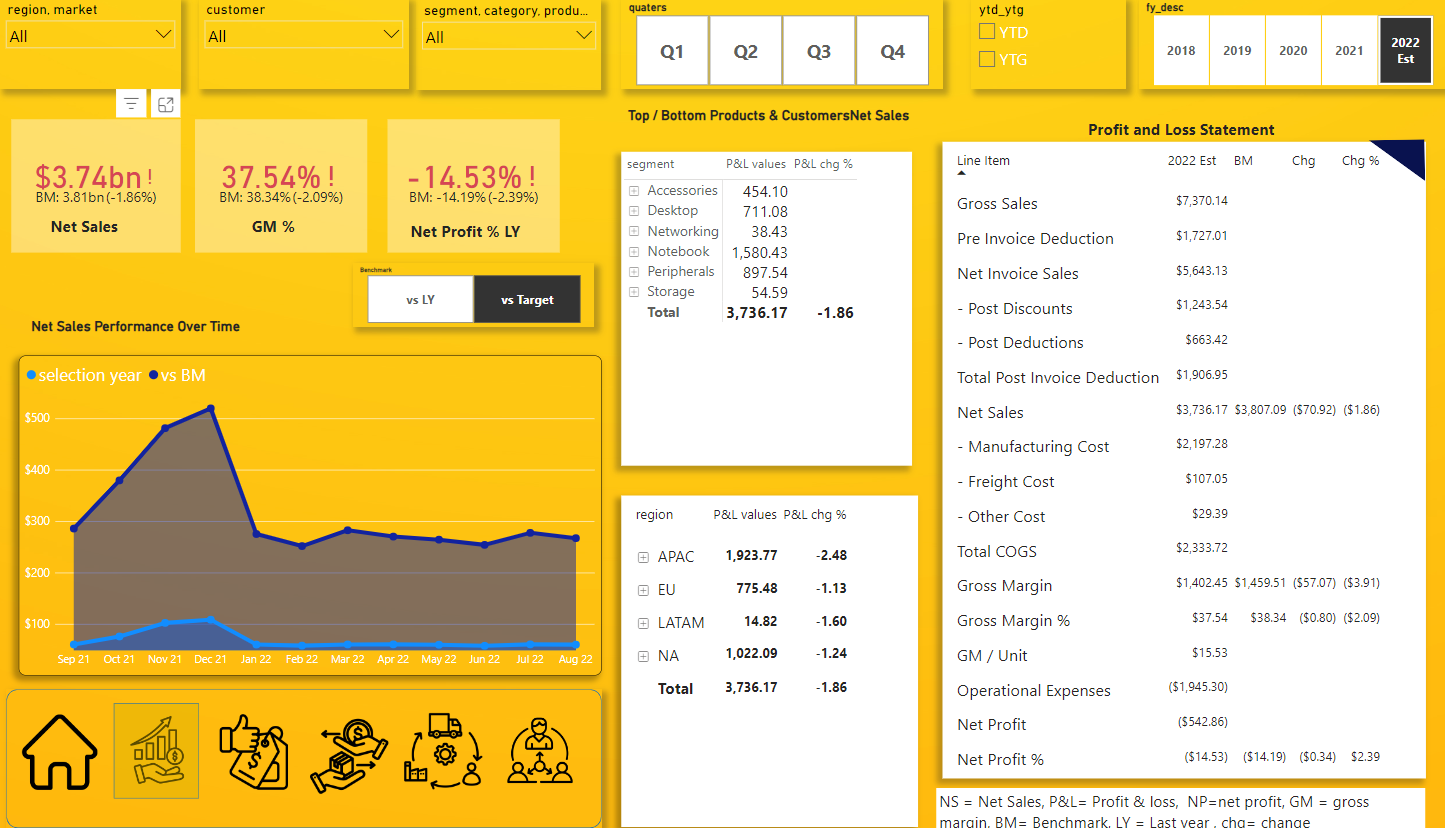 region, market
All
customer
All
segment, category, produ...
All
quaters
Q1 Q2 Q3 Q4
ytd_ytg
YTD
YTG
fy_desc
2018 2019 2020 2021 2022 Est
$3.74bn !
BM: 3.81bn (-1.86%)
Net Sales
37.54% !
BM: 38.34% (-2.09%)
GM %
-14.53% !
BM: -14.19% (-2.39%)
Net Profit % LY
Benchmark
vs LY vs Target
Net Sales Performance Over Time
selection year vs BM
$500
$400
$300
$200
$100
Sep 21 Oct 21 Nov 21 Dec 21 Jan 22 Feb 22 Mar 22 Apr 22 May 22 Jun 22 Jul 22 Aug 22
Top / Bottom Products & CustomersNet Sales
segment P&L values P&L chg %
Accessories 454.10
Desktop 711.08
Networking 38.43
Notebook 1,580.43
Peripherals 897.54
Storage 54.59
Total 3,736.17 -1.86
region P&L values P&L chg %
APAC 1,923.77 -2.48
EU 775.48 -1.13
LATAM 14.82 -1.60
NA 1,022.09 -1.24
Total 3,736.17 -1.86
Profit and Loss Statement
Line Item 2022 Est BM Chg Chg %
Gross Sales $7,370.14
Pre Invoice Deduction $1,727.01
Net Invoice Sales $5,643.13
- Post Discounts $1,243.54
- Post Deductions $663.42
Total Post Invoice Deduction $1,906.95
Net Sales $3,736.17 $3,807.09 ($70.92) ($1.86)
- Manufacturing Cost $2,197.28
- Freight Cost $107.05
- Other Cost $29.39
Total COGS $2,333.72
Gross Margin $1,402.45 $1,459.51 ($57.07) ($3.91)
Gross Margin % $37.54 $38.34 ($0.80) ($2.09)
GM / Unit $15.53
Operational Expenses ($1,945.30)
Net Profit ($542.86)
Net Profit % ($14.53) ($14.19) ($0.34) $2.39
NS = Net Sales, P&L= Profit & loss, NP=net profit, GM = gross
margin, BM= Benchmark, LY = Last year , chg= change